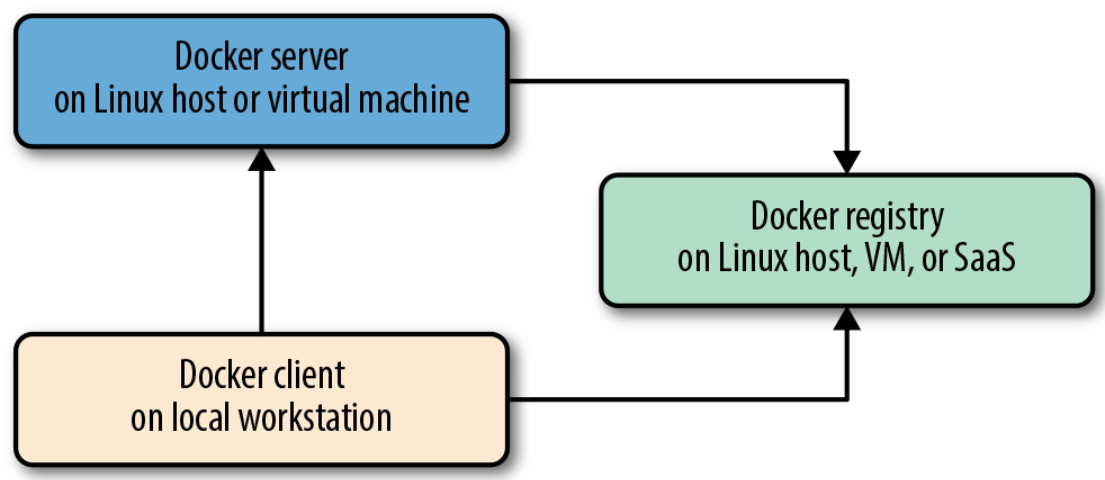 Docker server
on Linux host or virtual machine
Docker registry
on Linux host, VM, or SaaS
Docker client
on local workstation